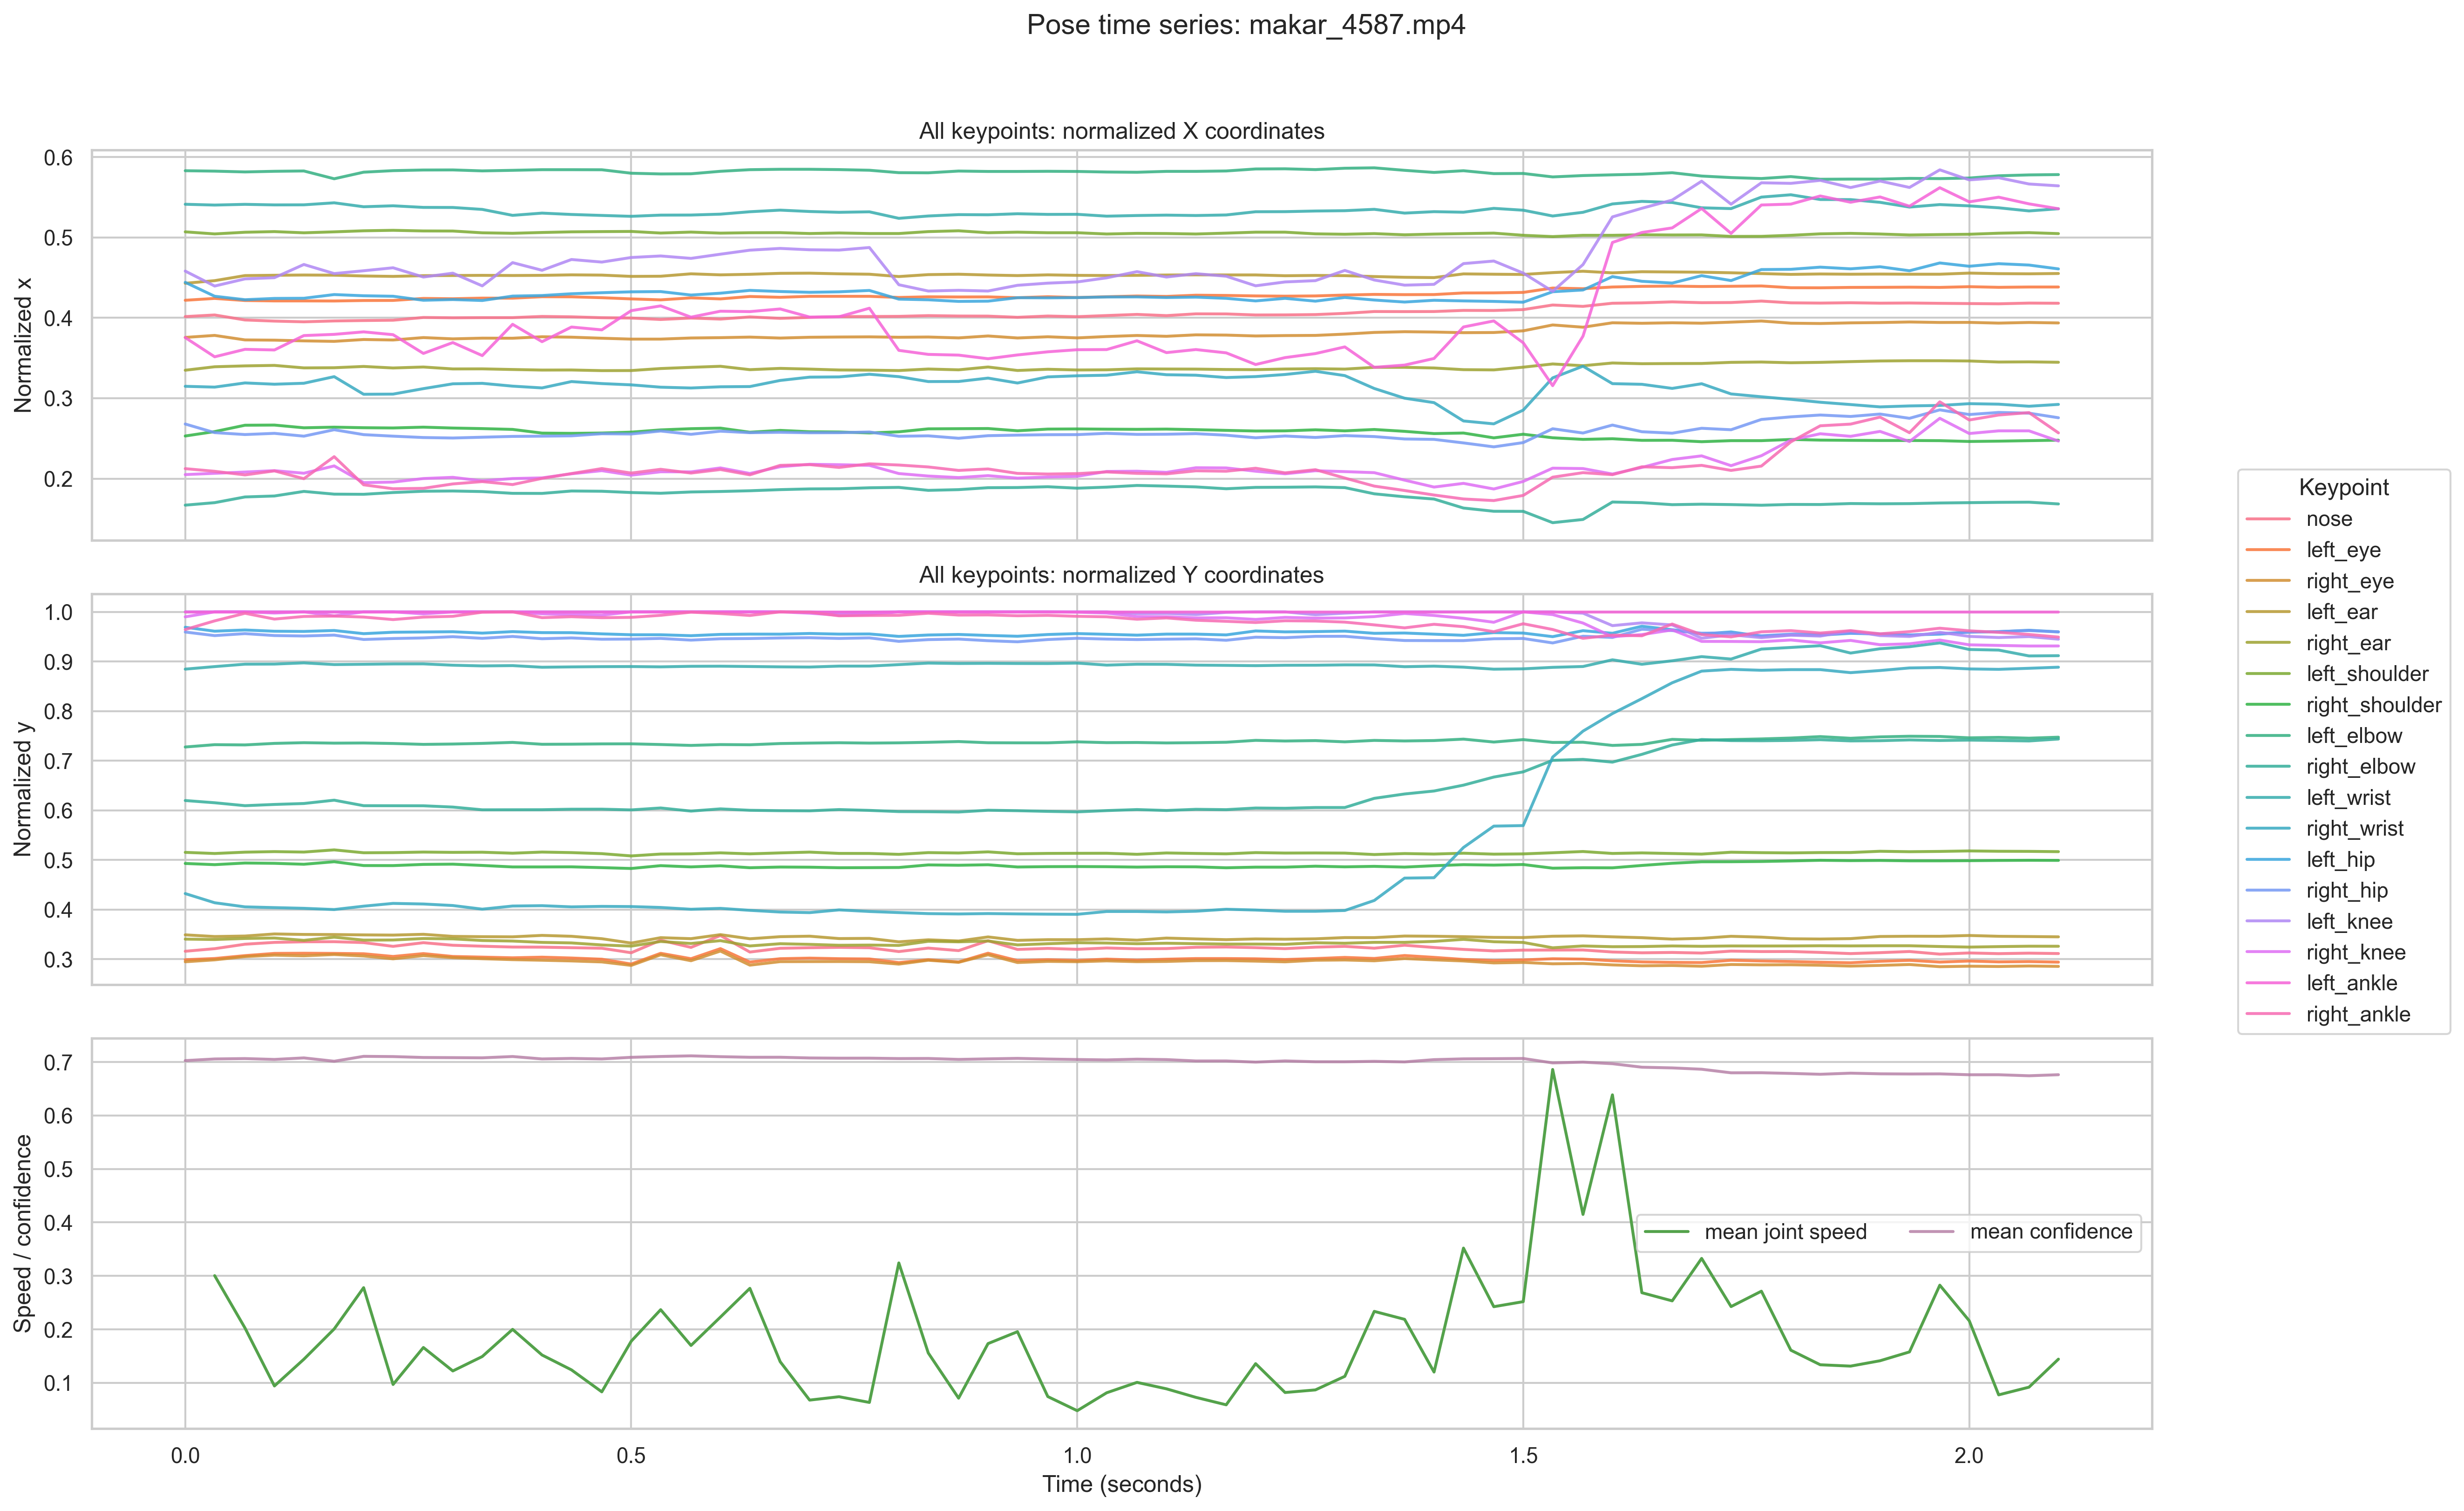 Pose time series: makar_4587.mp4
All keypoints: normalized X coordinates
Normalized x
0.6
0.5
0.4
0.3
0.2
All keypoints: normalized Y coordinates
Normalized y
1.0
0.9
0.8
0.7
0.6
0.5
0.4
0.3
Speed / confidence
0.7
0.6
0.5
0.4
0.3
0.2
0.1
mean joint speed
mean confidence
0.0
0.5
1.0
1.5
2.0
Time (seconds)
Keypoint
nose
left_eye
right_eye
left_ear
right_ear
left_shoulder
right_shoulder
left_elbow
right_elbow
left_wrist
right_wrist
left_hip
right_hip
left_knee
right_knee
left_ankle
right_ankle